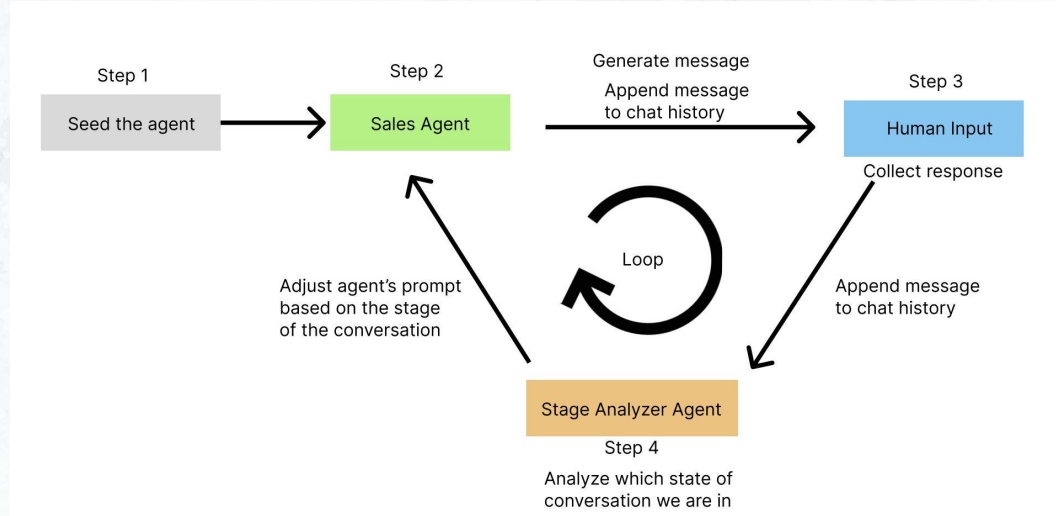 Step 1
Seed the agent
Step 2
Sales Agent
Generate message
Append message
to chat history
Step 3
Human Input
Collect response
Loop
Adjust agent’s prompt
based on the stage
of the conversation
Append message
to chat history
Stage Analyzer Agent
Step 4
Analyze which state of
conversation we are in